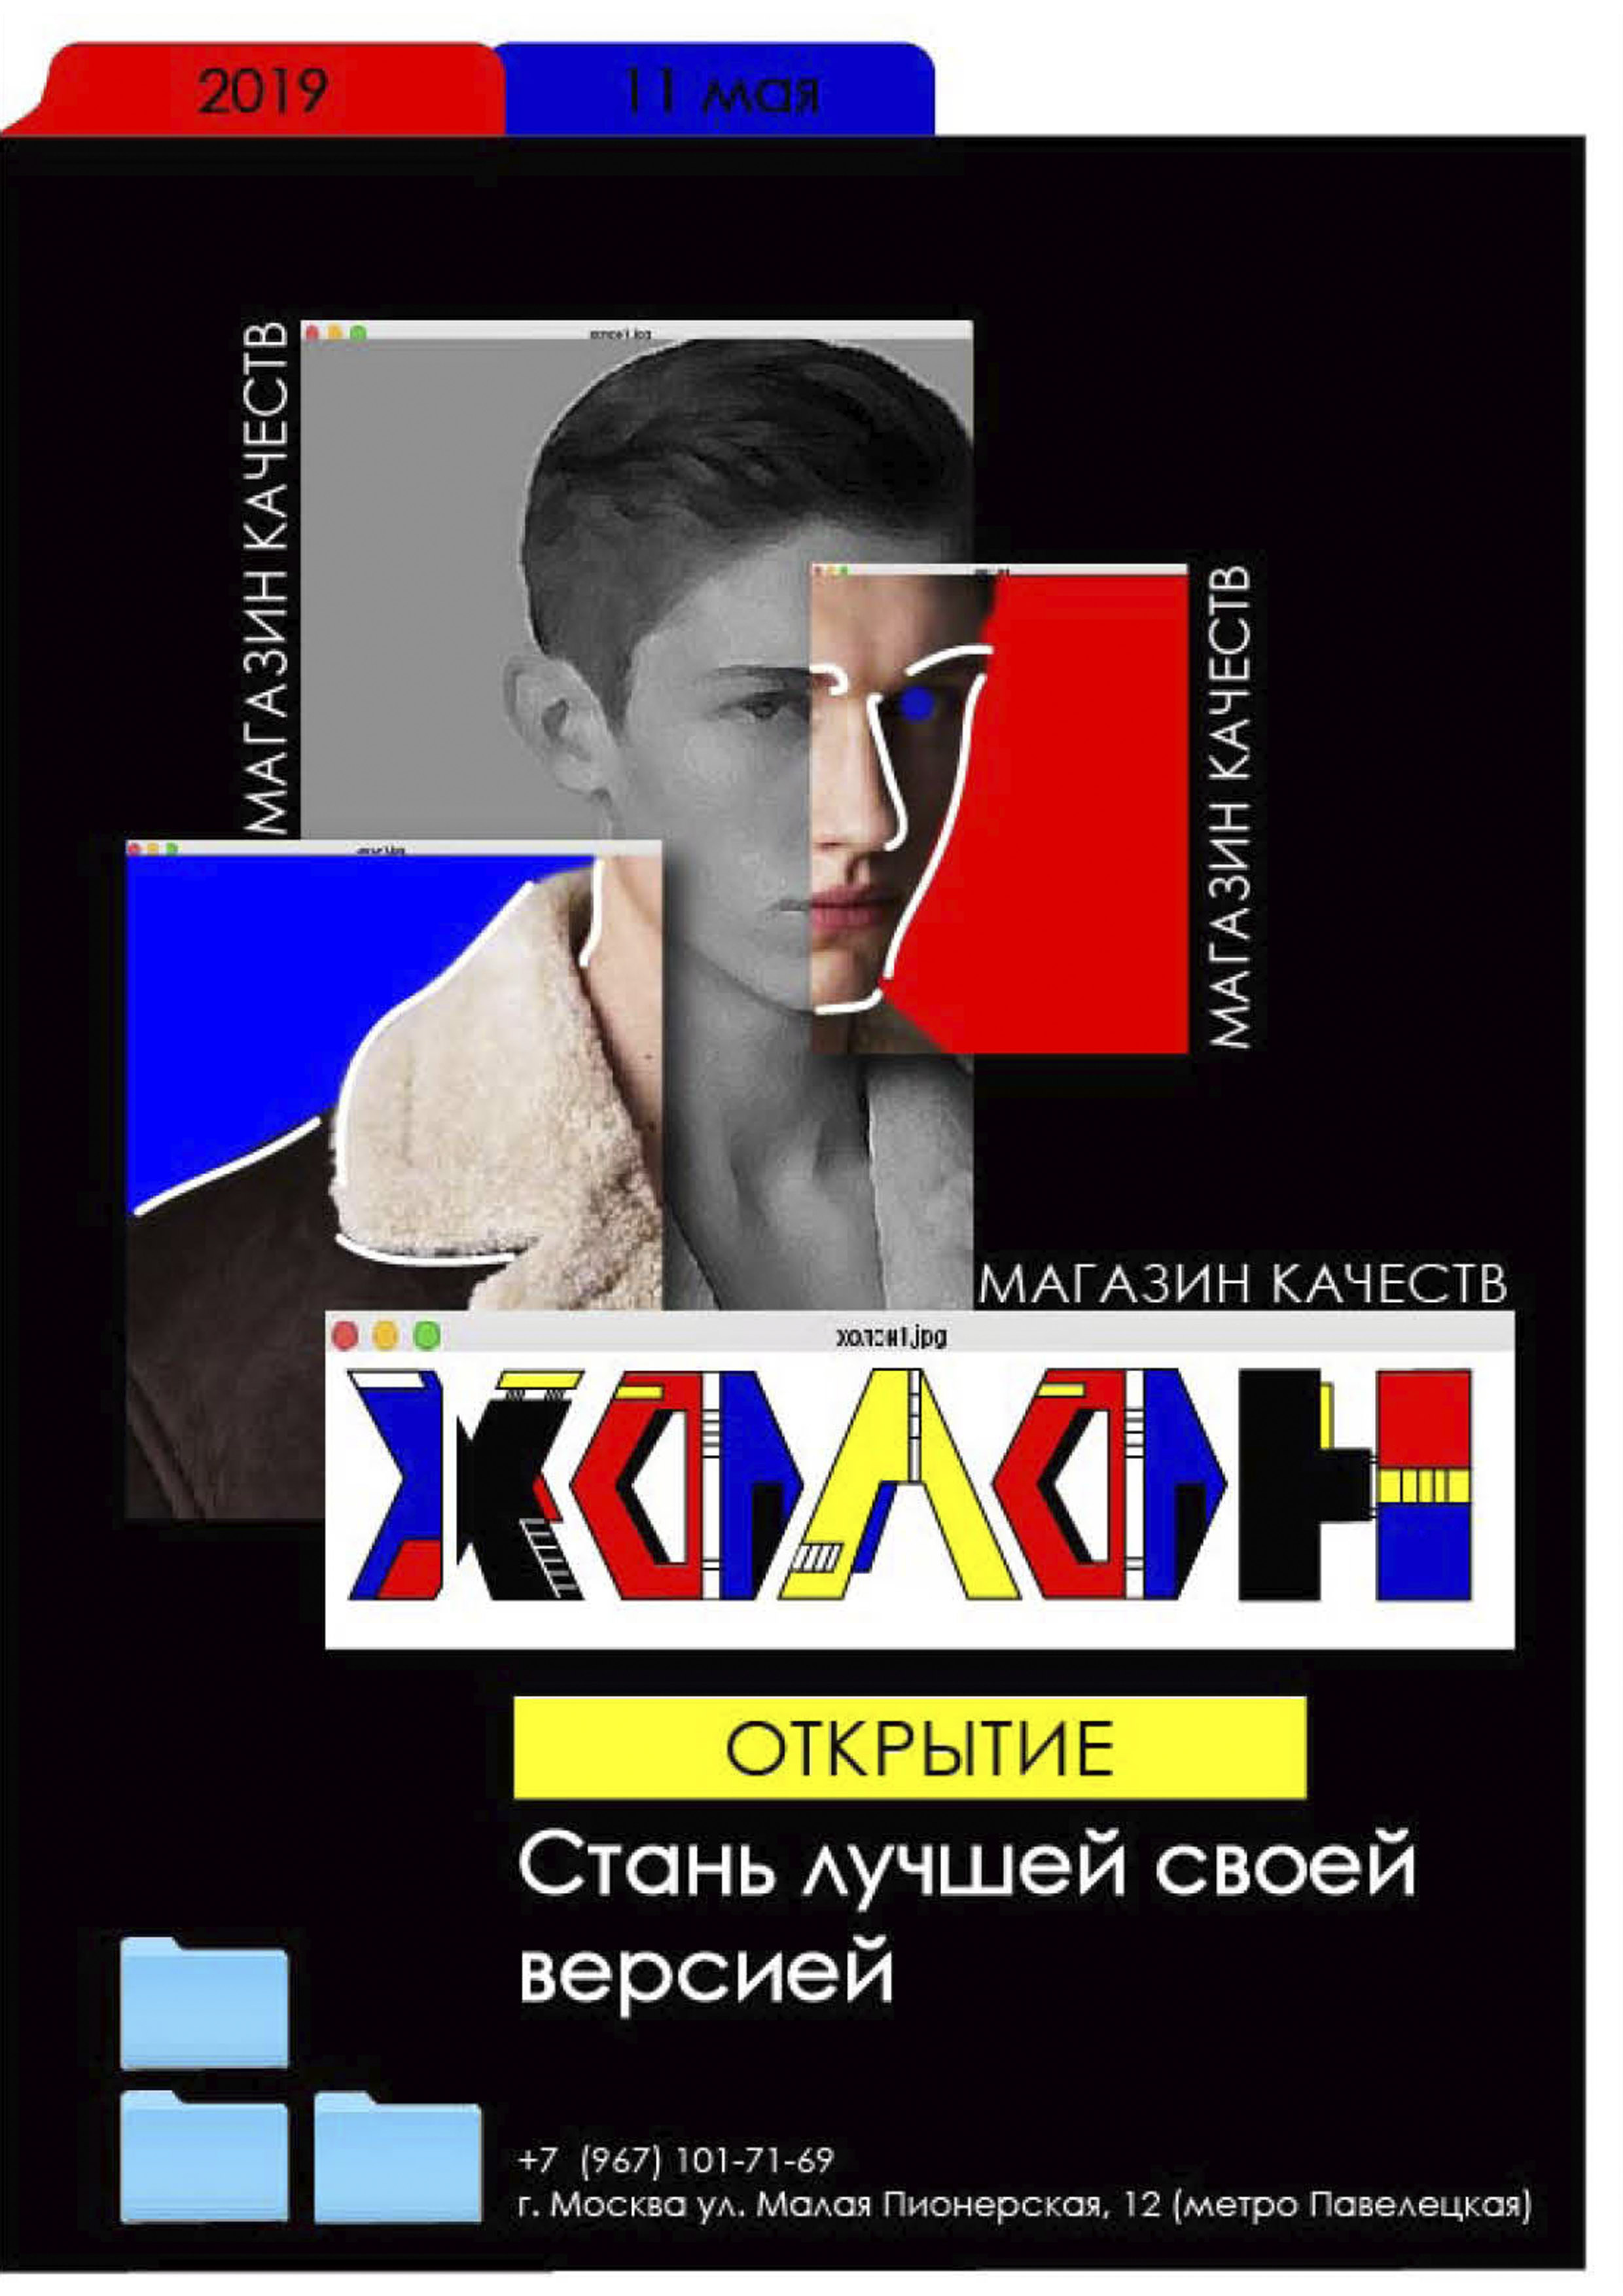 2019
11 мая
МАГАЗИН КАЧЕСТВ
МАГАЗИН КАЧЕСТВ
МАГАЗИН КАЧЕСТВ
холон1.jpg
ХОЛОН
ОТКРЫТИЕ
Стань лучшей своей
версией
+7 (967) 101-71-69
г. Москва ул. Малая Пионерская, 12 (метро Павелецкая)